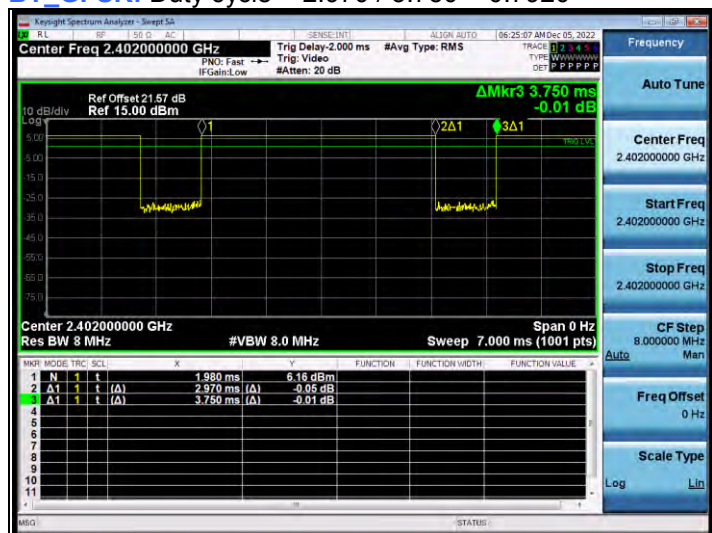 Keysight Spectrum Analyzer - Swept SA
RL RF 50 Ω AC SENSE:INT ALIGN AUTO 06:25:07 AM Dec 05, 2022
Center Freq 2.402000000 GHz
PNO: Fast
IFGain:Low
Trig Delay-2.000 ms
Trig: Video
#Atten: 20 dB
#Avg Type: RMS
TRACE 1 2 3 4 5 6
TYPE WWWWWW
DET P P P P P P
Frequency
Auto Tune
Ref Offset 21.57 dB
Ref 15.00 dBm
10 dB/div
Log
ΔMkr3 3.750 ms
-0.01 dB
1
2Δ1
3Δ1
TRIG LVL
5.00
-5.00
-15.0
-25.0
-35.0
-45.0
-55.0
-65.0
-75.0
Center Freq
2.402000000 GHz
Start Freq
2.402000000 GHz
Stop Freq
2.402000000 GHz
Center 2.402000000 GHz
Span 0 Hz
Res BW 8 MHz
#VBW 8.0 MHz
Sweep 7.000 ms (1001 pts)
CF Step
8.000000 MHz
Auto Man
MKR MODE TRC SCL X Y FUNCTION FUNCTION WIDTH FUNCTION VALUE
1 N 1 t 1.980 ms 6.16 dBm
2 Δ1 1 t (Δ) 2.970 ms (Δ) -0.05 dB
3 Δ1 1 t (Δ) 3.750 ms (Δ) -0.01 dB
4
5
6
7
8
9
10
11
Freq Offset
0 Hz
Scale Type
Log Lin
MSG
STATUS